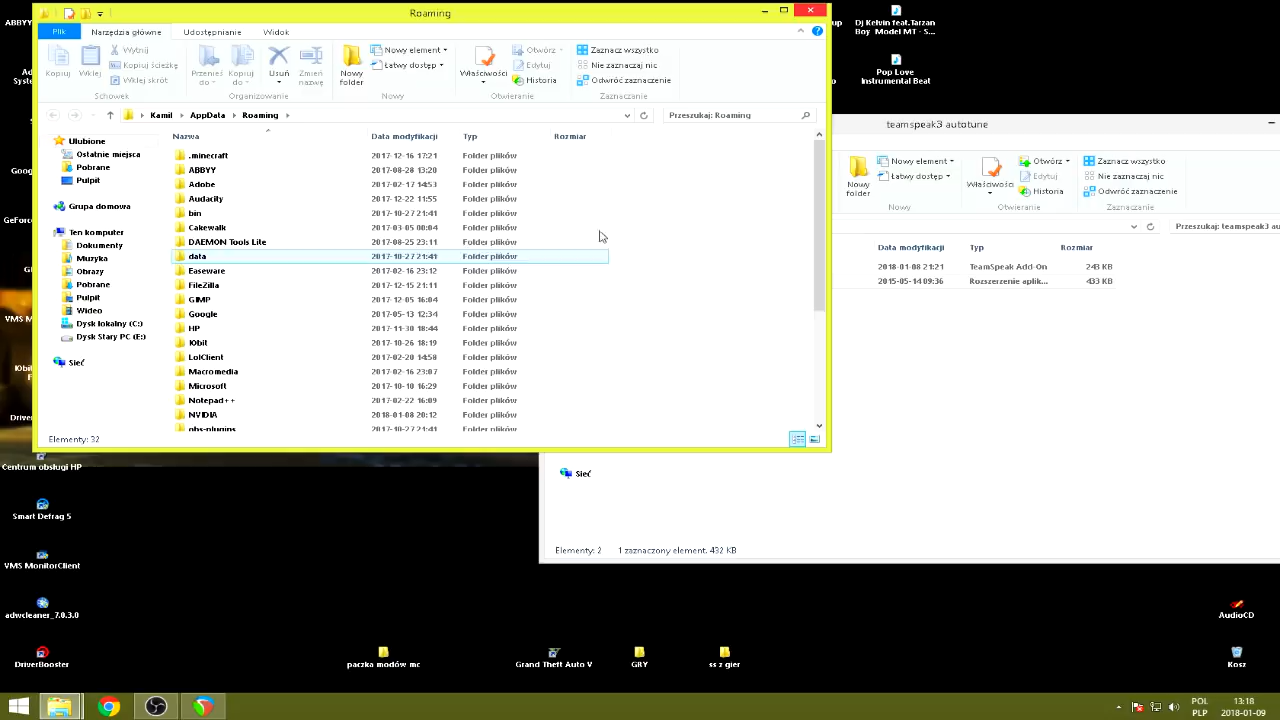 Roaming
Plik
Narzędzia główne
Udostępnianie
Widok
Kopiuj
Wklej
Wytnij
Kopiuj ścieżkę
Wklej skrót
Schowek
Przenieś do
Kopiuj do
Usuń
Zmień nazwę
Organizowanie
Nowy folder
Nowy element
Łatwy dostęp
Nowy
Właściwości
Otwórz
Edytuj
Historia
Otwieranie
Zaznacz wszystko
Nie zaznaczaj nic
Odwróć zaznaczenie
Zaznaczanie
Kamil
AppData
Roaming
Przeszukaj: Roaming
Ulubione
Ostatnie miejsca
Pobrane
Pulpit
Grupa domowa
Ten komputer
Dokumenty
Muzyka
Obrazy
Pobrane
Pulpit
Wideo
Dysk lokalny (C:)
Dysk Stary PC (E:)
Sieć
Nazwa Data modyfikacji Typ Rozmiar
.minecraft 2017-12-16 17:21 Folder plików
ABBYY 2017-08-28 13:20 Folder plików
Adobe 2017-02-17 14:53 Folder plików
Audacity 2017-12-22 11:55 Folder plików
bin 2017-10-27 21:41 Folder plików
Cakewalk 2017-03-05 00:04 Folder plików
DAEMON Tools Lite 2017-08-25 23:11 Folder plików
data 2017-10-27 21:41 Folder plików
Easeware 2017-02-16 23:12 Folder plików
FileZilla 2017-12-15 21:11 Folder plików
GIMP 2017-12-05 16:04 Folder plików
Google 2017-05-13 12:34 Folder plików
HP 2017-11-30 18:44 Folder plików
IObit 2017-10-26 18:19 Folder plików
LolClient 2017-02-20 14:58 Folder plików
Macromedia 2017-02-16 23:07 Folder plików
Microsoft 2017-10-10 16:29 Folder plików
Notepad++ 2017-02-22 16:09 Folder plików
NVIDIA 2018-01-08 20:12 Folder plików
obs-plugins 2017-10-27 21:41 Folder plików
Elementy: 32
Dj Kelvin feat.Tarzan
Boy Model MT - S...
Pop Love
Instrumental Beat
teamspeak3 autotune
Nowy folder
Nowy element
Łatwy dostęp
Nowy
Właściwości
Otwórz
Edytuj
Historia
Otwieranie
Zaznacz wszystko
Nie zaznaczaj nic
Odwróć zaznaczenie
Zaznaczanie
Przeszukaj: teamspeak3 au
Data modyfikacji Typ Rozmiar
2018-01-08 21:21 TeamSpeak Add-On 243 KB
2015-05-14 09:36 Rozszerzenie aplik... 433 KB
Sieć
Elementy: 2 1 zaznaczony element. 432 KB
Centrum obsługi HP
Smart Defrag 5
VMS MonitorClient
adwcleaner_7.0.3.0
DriverBooster
paczka modów mc
Grand Theft Auto V
GRY
ss z gier
AudioCD
Kosz
POL
PLP
13:18
2018-01-09